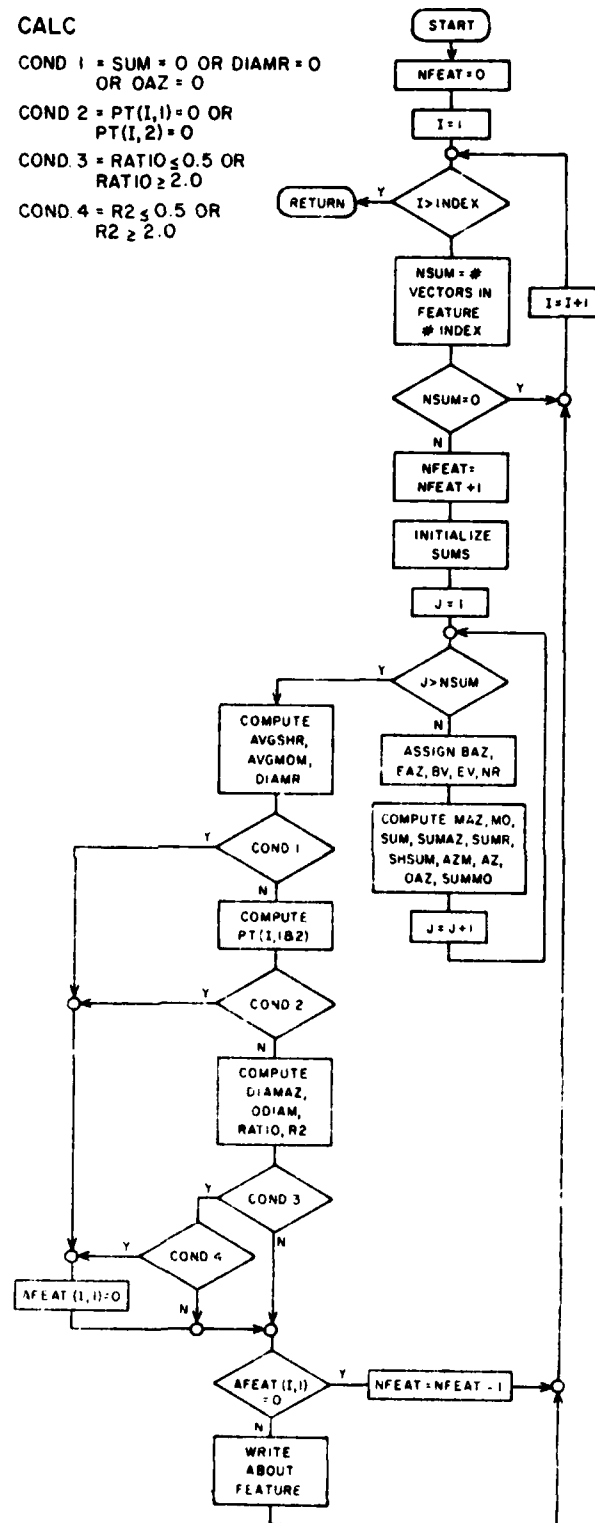 CALC
COND 1 = SUM = 0 OR DIAMR = 0
OR OAZ = 0
COND 2 = PT(I,1)=0 OR
PT(I,2)=0
COND. 3 = RATIO ≤ 0.5 OR
RATIO ≥ 2.0
COND. 4 = R2 ≤ 0.5 OR
R2 ≥ 2.0
START
NFEAT=0
I=1
I>INDEX
Y
RETURN
NSUM = #
VECTORS IN
FEATURE
# INDEX
I=I+1
NSUM=0
Y
N
NFEAT=
NFEAT+1
INITIALIZE
SUMS
J=1
J>NSUM
Y
N
COMPUTE
AVGSHR,
AVGMOM,
DIAMR
ASSIGN BAZ,
EAZ, BV, EV, NR
COMPUTE MAZ, MO,
SUM, SUMAZ, SUMR,
SHSUM, AZM, AZ,
OAZ, SUMMO
J=J+1
COND 1
Y
N
COMPUTE
PT(I,1&2)
COND 2
Y
N
COMPUTE
DIAMAZ,
ODIAM,
RATIO, R2
COND 3
Y
N
COND 4
Y
N
AFEAT(I,1)=0
AFEAT(I,1)
=0
Y
N
NFEAT=NFEAT-1
WRITE
ABOUT
FEATURE